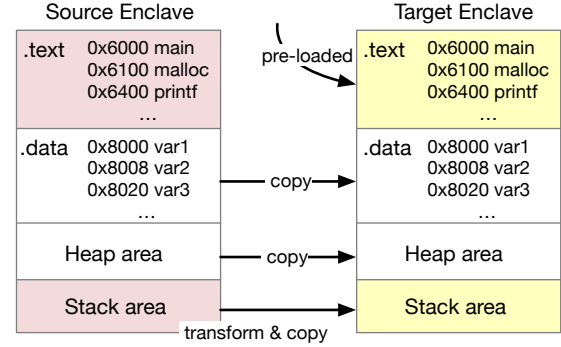 Source Enclave
Target Enclave
.text 0x6000 main
0x6100 malloc
0x6400 printf
...
pre-loaded
.text 0x6000 main
0x6100 malloc
0x6400 printf
...
.data 0x8000 var1
0x8008 var2
0x8020 var3
...
copy
.data 0x8000 var1
0x8008 var2
0x8020 var3
...
Heap area
copy
Heap area
Stack area
transform & copy
Stack area